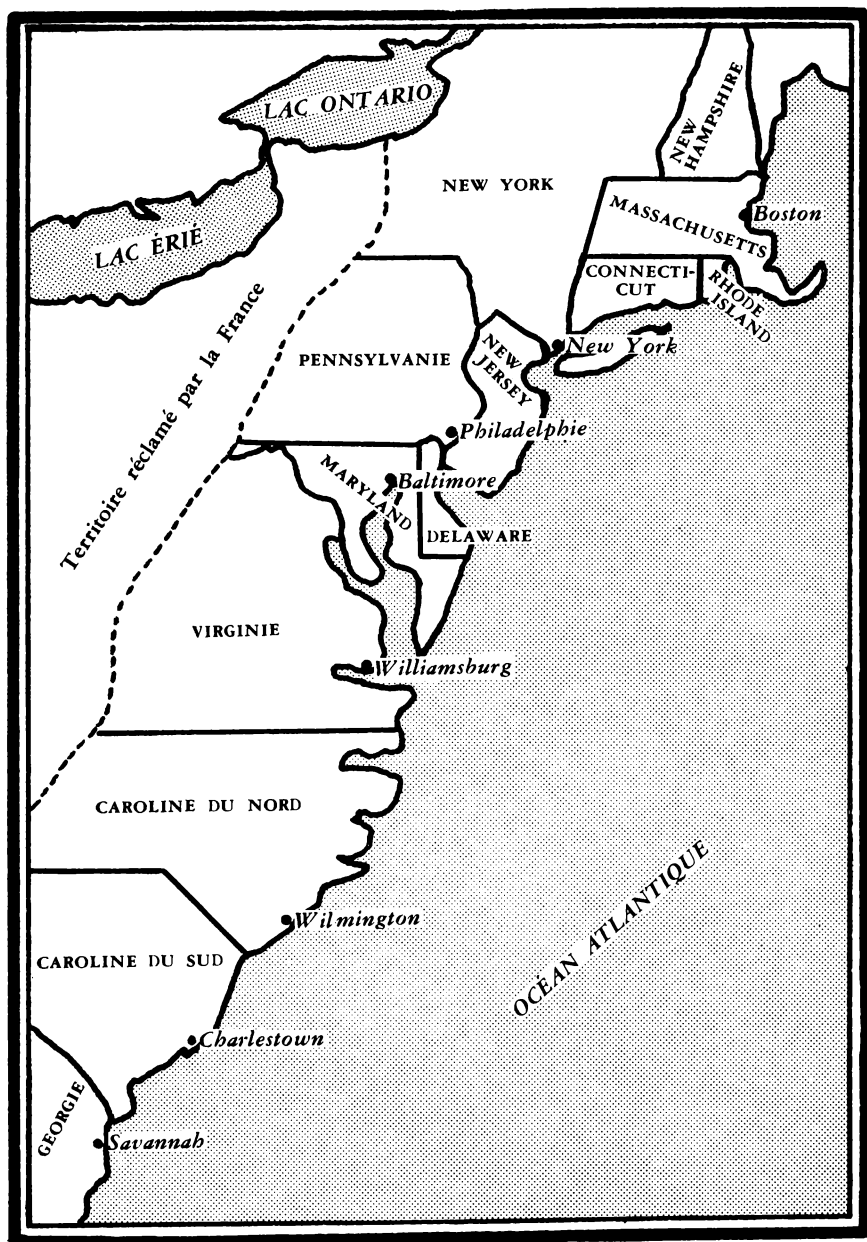 LAC ONTARIO
NEW
HAMPSHIRE
NEW YORK
MASSACHUSETTS
Boston
LAC ÉRIÉ
CONNECTI-
CUT
RHODE
ISLAND
Territoire réclamé par la France
New York
NEW
JERSEY
PENNSYLVANIE
Philadelphie
MARYLAND
Baltimore
DELAWARE
VIRGINIE
Williamsburg
CAROLINE DU NORD
OCÉAN ATLANTIQUE
Wilmington
CAROLINE DU SUD
Charlestown
GEORGIE
Savannah